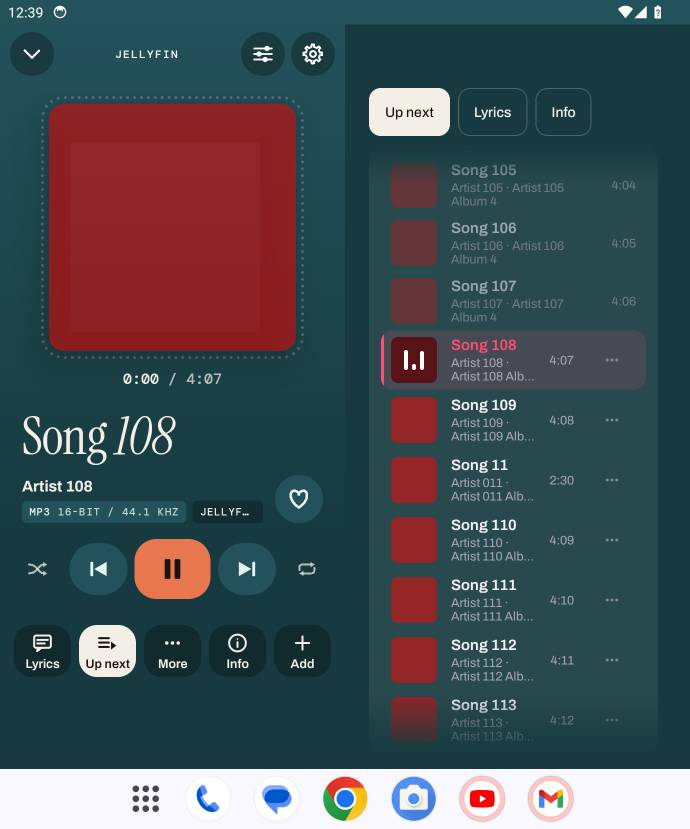 12:39
JELLYFIN
0:00 / 4:07
Song 108
Artist 108
MP3 16-BIT / 44.1 KHZ
JELLYF…
Lyrics
Up next
More
Info
Add
Up next
Lyrics
Info
Song 105
Artist 105 · Artist 105
Album 4
4:04
Song 106
Artist 106 · Artist 106
Album 4
4:05
Song 107
Artist 107 · Artist 107
Album 4
4:06
Song 108
Artist 108 ·
Artist 108 Alb...
4:07
Song 109
Artist 109 ·
Artist 109 Alb...
4:08
Song 11
Artist 011 ·
Artist 011 Alb...
2:30
Song 110
Artist 110 ·
Artist 110 Alb...
4:09
Song 111
Artist 111 ·
Artist 111 Alb...
4:10
Song 112
Artist 112 ·
Artist 112 Alb...
4:11
Song 113
Artist 113 ·
Artist 113 Alb...
4:12